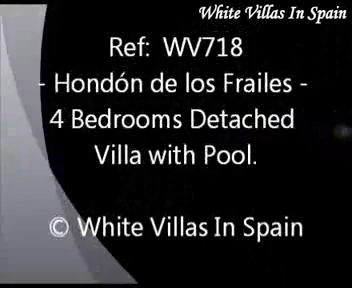 White Villas In Spain
Ref: WV718
- Hondón de los Frailes -
4 Bedrooms Detached
Villa with Pool.
© White Villas In Spain